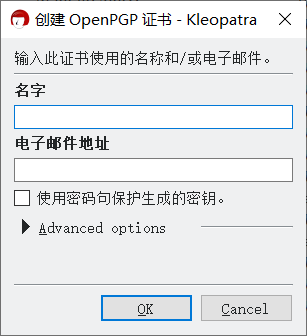 创建 OpenPGP 证书 - Kleopatra
输入此证书使用的名称和/或电子邮件。
名字
电子邮件地址
使用密码句保护生成的密钥。
Advanced options
OK
Cancel